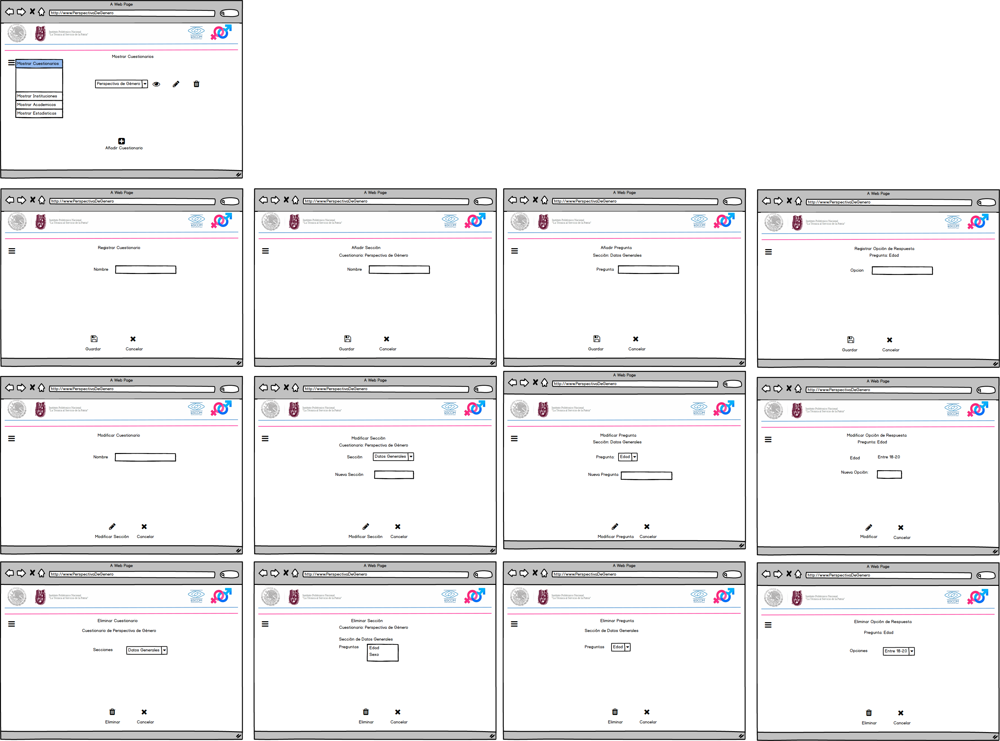 A Web Page
http://www.PerspectivaDeGenero
Instituto Politécnico Nacional
"La Técnica al Servicio de la Patria"
ESCOM
Mostrar Cuestionarios
Mostrar Cuestionarios
Perspectiva de Género
Mostrar Instituciones
Mostrar Academicos
Mostrar Estadisticas
Añadir Cuestionario
A Web Page
http://www.PerspectivaDeGenero
Instituto Politécnico Nacional
"La Técnica al Servicio de la Patria"
ESCOM
Registrar Cuestionario
Nombre
Guardar Cancelar
A Web Page
http://www.PerspectivaDeGenero
Instituto Politécnico Nacional
"La Técnica al Servicio de la Patria"
ESCOM
Añadir Sección
Cuestionario: Perspectiva de Género
Nombre
Guardar Cancelar
A Web Page
http://www.PerspectivaDeGenero
Instituto Politécnico Nacional
"La Técnica al Servicio de la Patria"
ESCOM
Añadir Pregunta
Sección: Datos Generales
Pregunta
Guardar Cancelar
A Web Page
http://www.PerspectivaDeGenero
Instituto Politécnico Nacional
"La Técnica al Servicio de la Patria"
ESCOM
Registrar Opción de Respuesta
Pregunta: Edad
Opcion
Guardar Cancelar
A Web Page
http://www.PerspectivaDeGenero
Instituto Politécnico Nacional
"La Técnica al Servicio de la Patria"
ESCOM
Modificar Cuestionario
Nombre
Modificar Sección Cancelar
A Web Page
http://www.PerspectivaDeGenero
Instituto Politécnico Nacional
"La Técnica al Servicio de la Patria"
ESCOM
Modificar Sección
Cuestionario: Perspectiva de Género
Sección Datos Generales
Nueva Sección
Modificar Sección Cancelar
A Web Page
http://www.PerspectivaDeGenero
Instituto Politécnico Nacional
"La Técnica al Servicio de la Patria"
ESCOM
Modificar Pregunta
Sección: Datos Generales
Pregunta: Edad
Nueva Pregunta
Modificar Pregunta Cancelar
A Web Page
http://www.PerspectivaDeGenero
Instituto Politécnico Nacional
"La Técnica al Servicio de la Patria"
ESCOM
Modificar Opción de Respuesta
Pregunta: Edad
Edad Entre 18-20
Nueva Opción:
Modificar Cancelar
A Web Page
http://www.PerspectivaDeGenero
Instituto Politécnico Nacional
"La Técnica al Servicio de la Patria"
ESCOM
Eliminar Cuestionario
Cuestionario de Perspectiva de Género
Secciones Datos Generales
Eliminar Cancelar
A Web Page
http://www.PerspectivaDeGenero
Instituto Politécnico Nacional
"La Técnica al Servicio de la Patria"
ESCOM
Eliminar Sección
Cuestionario: Perspectiva de Género
Sección de Datos Generales
Preguntas Edad
Sexo
Eliminar Cancelar
A Web Page
http://www.PerspectivaDeGenero
Instituto Politécnico Nacional
"La Técnica al Servicio de la Patria"
ESCOM
Eliminar Pregunta
Sección de Datos Generales
Preguntas Edad
Eliminar Cancelar
A Web Page
http://www.PerspectivaDeGenero
Instituto Politécnico Nacional
"La Técnica al Servicio de la Patria"
ESCOM
Eliminar Opción de Respuesta
Pregunta: Edad
Opciones Entre 18-20
Eliminar Cancelar